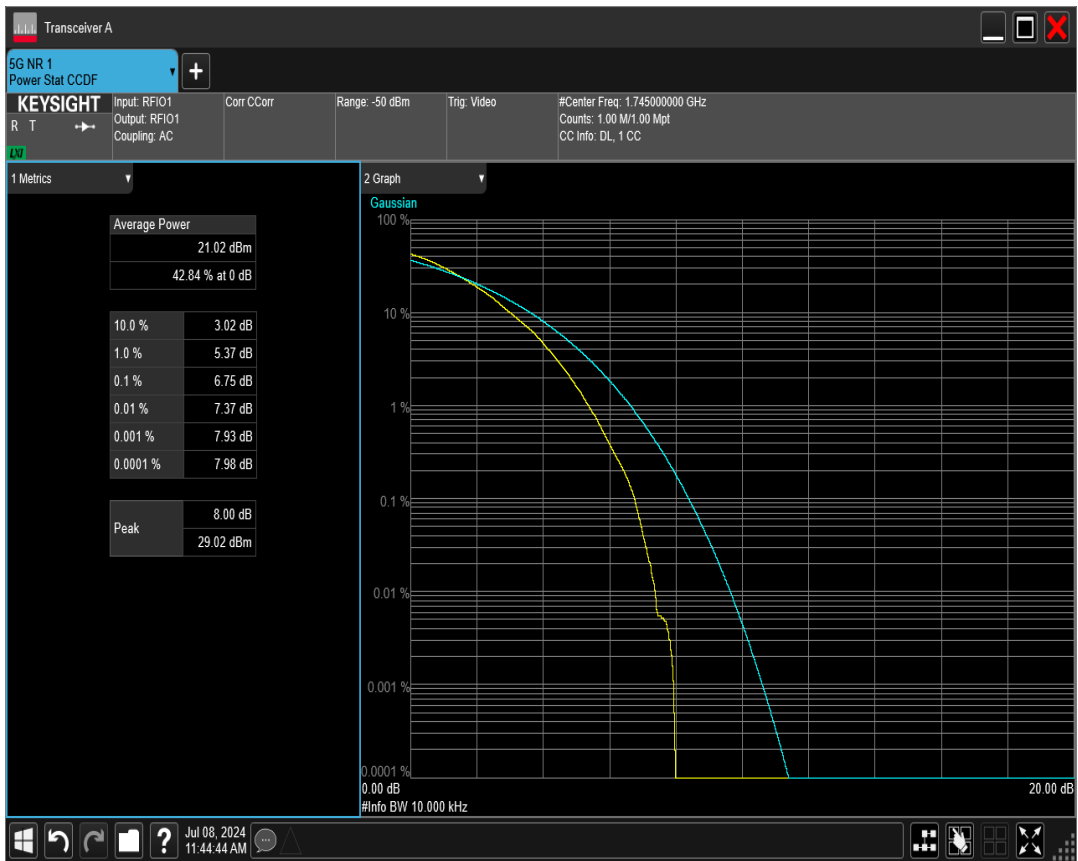 Transceiver A
5G NR 1
Power Stat CCDF
+
KEYSIGHT
R T
LXI
Input: RFIO1
Output: RFIO1
Coupling: AC
Corr CCorr
Range: -50 dBm
Trig: Video
#Center Freq: 1.745000000 GHz
Counts: 1.00 M/1.00 Mpt
CC Info: DL, 1 CC
1 Metrics
Average Power
21.02 dBm
42.84 % at 0 dB
10.0 % 3.02 dB
1.0 % 5.37 dB
0.1 % 6.75 dB
0.01 % 7.37 dB
0.001 % 7.93 dB
0.0001 % 7.98 dB
Peak
8.00 dB
29.02 dBm
2 Graph
Gaussian
100 %
10 %
1 %
0.1 %
0.01 %
0.001 %
0.0001 %
0.00 dB 20.00 dB
#Info BW 10.000 kHz
?
Jul 08, 2024
11:44:44 AM